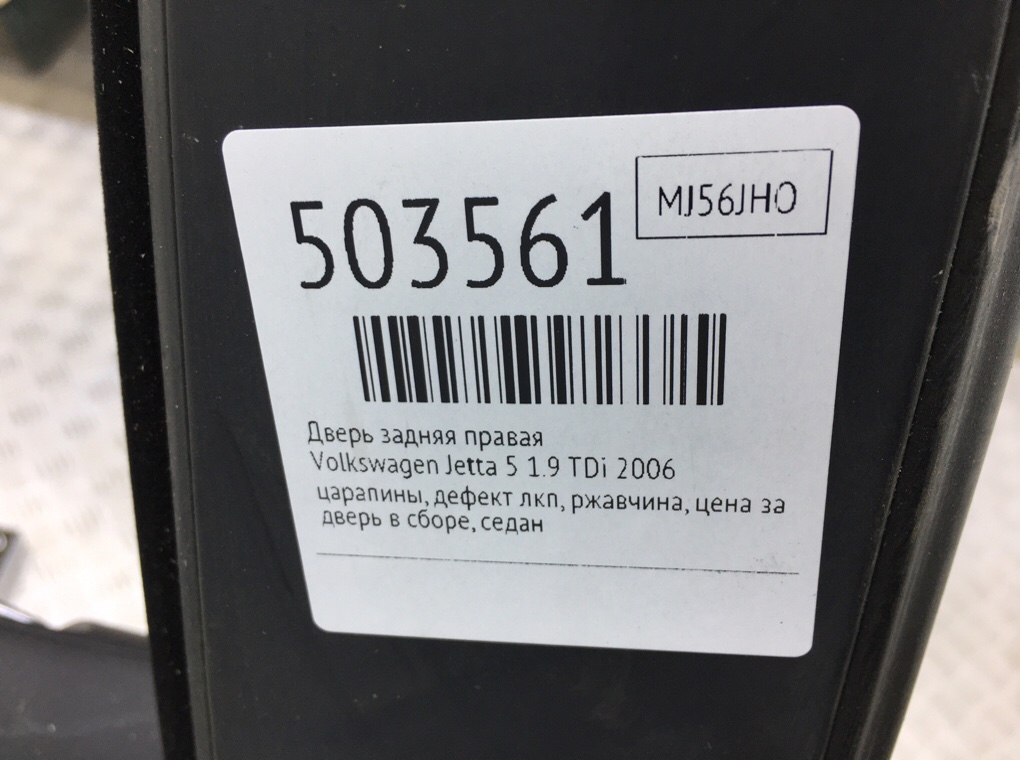 503561
MJ56JHO
Дверь задняя правая
Volkswagen Jetta 5 1.9 TDi 2006
царапины, дефект лкп, ржавчина, цена за
дверь в сборе, седан